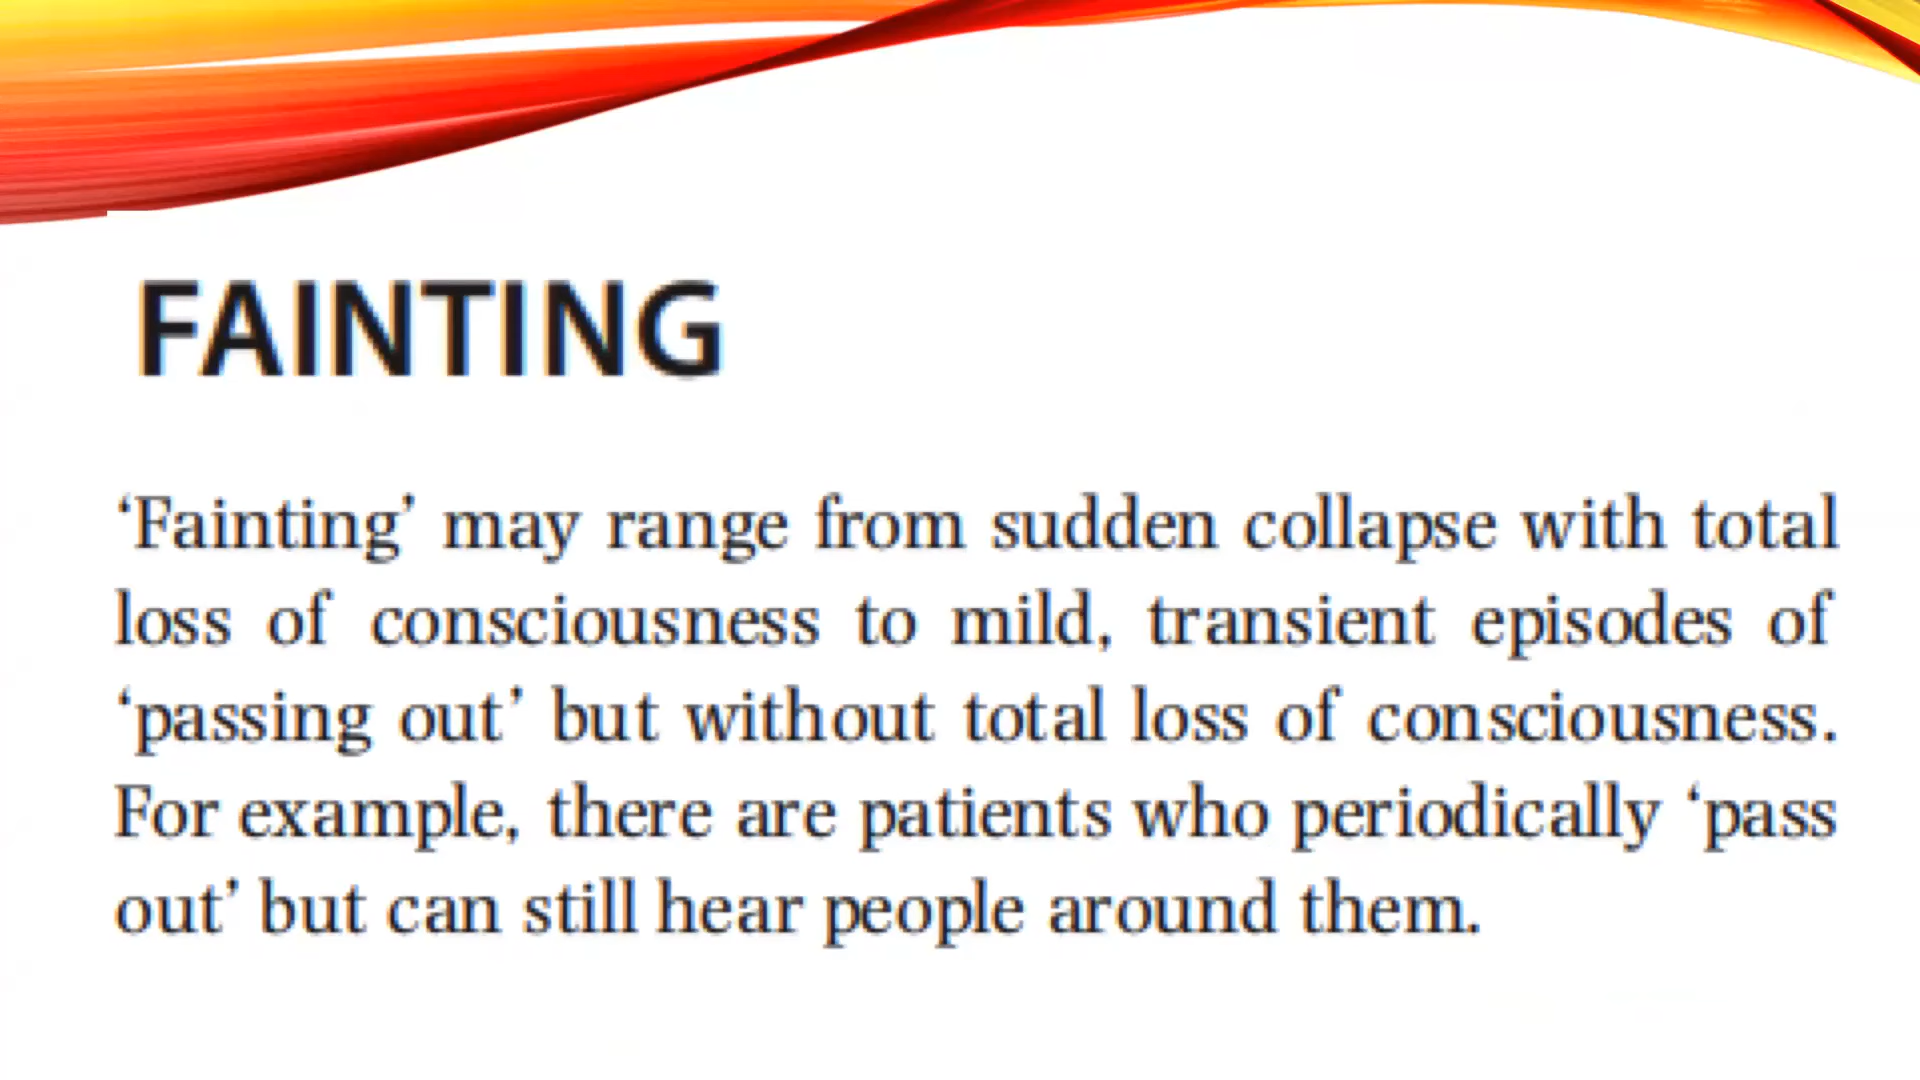 FAINTING
‘Fainting’ may range from sudden collapse with total
loss of consciousness to mild, transient episodes of
‘passing out’ but without total loss of consciousness.
For example, there are patients who periodically ‘pass
out’ but can still hear people around them.